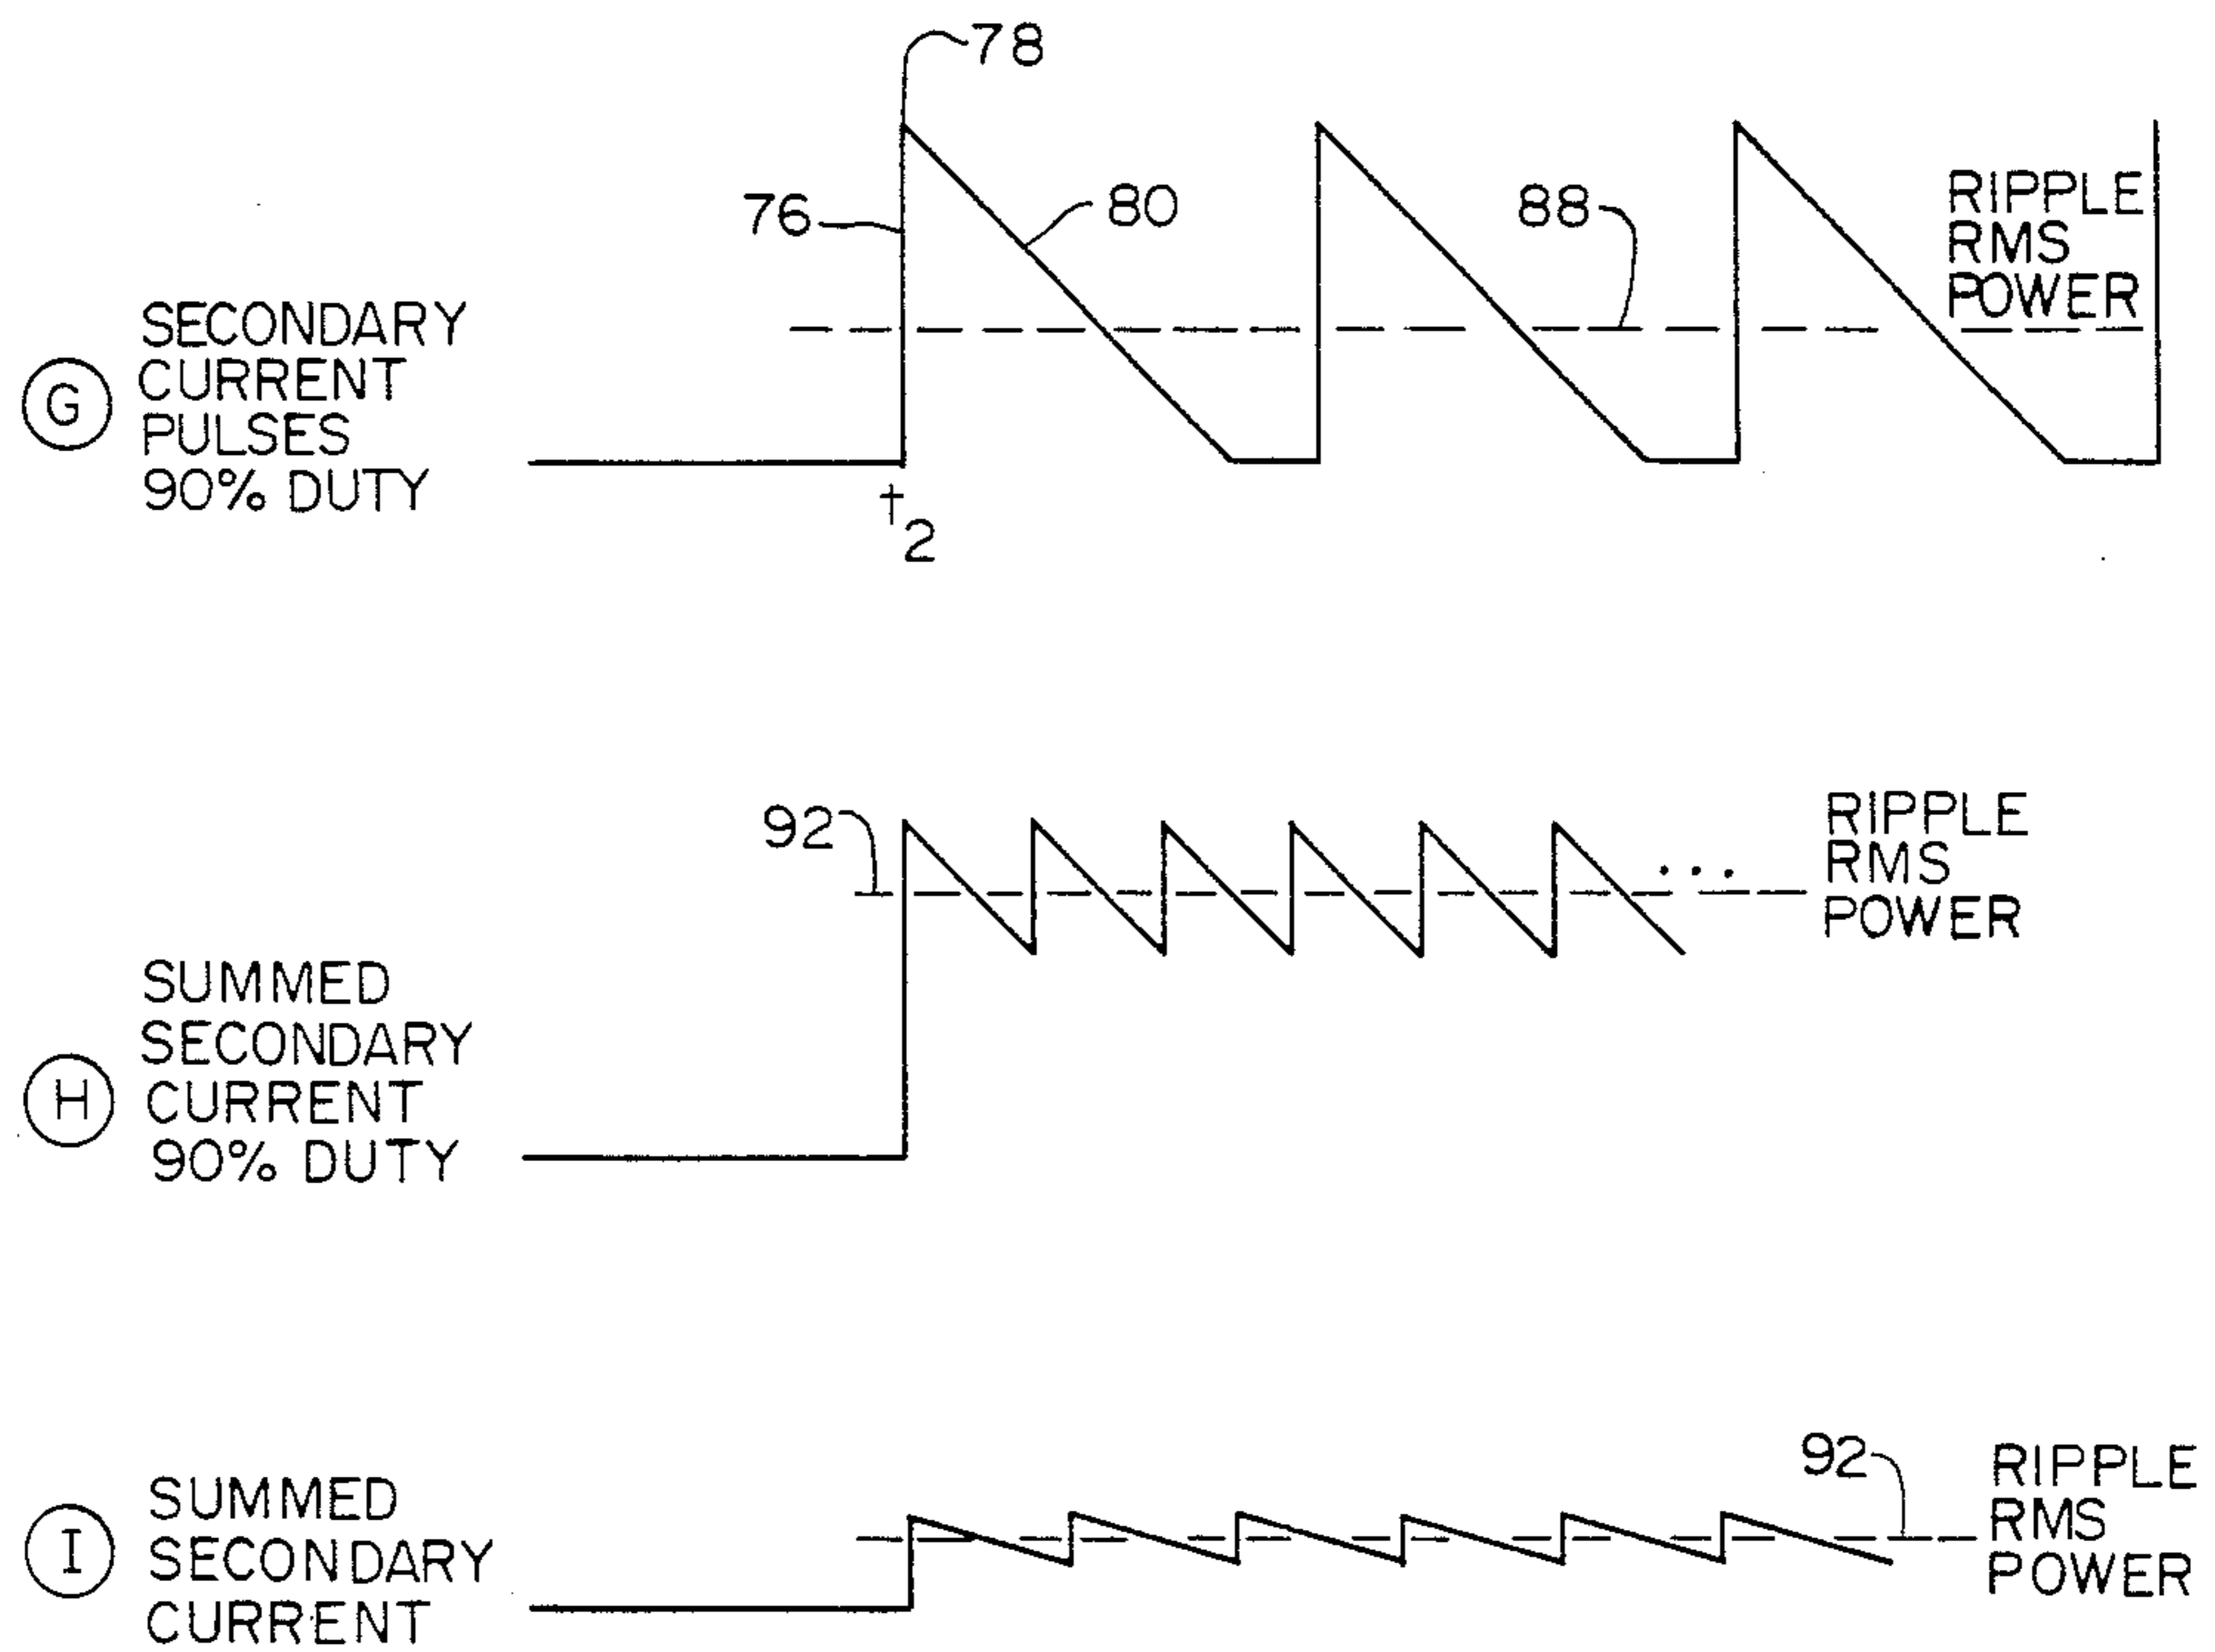 78
76
80
88
RIPPLE
RMS
POWER
G
SECONDARY
CURRENT
PULSES
90% DUTY
t2
92
RIPPLE
RMS
POWER
H
SUMMED
SECONDARY
CURRENT
90% DUTY
...
92
RIPPLE
RMS
POWER
I
SUMMED
SECONDARY
CURRENT